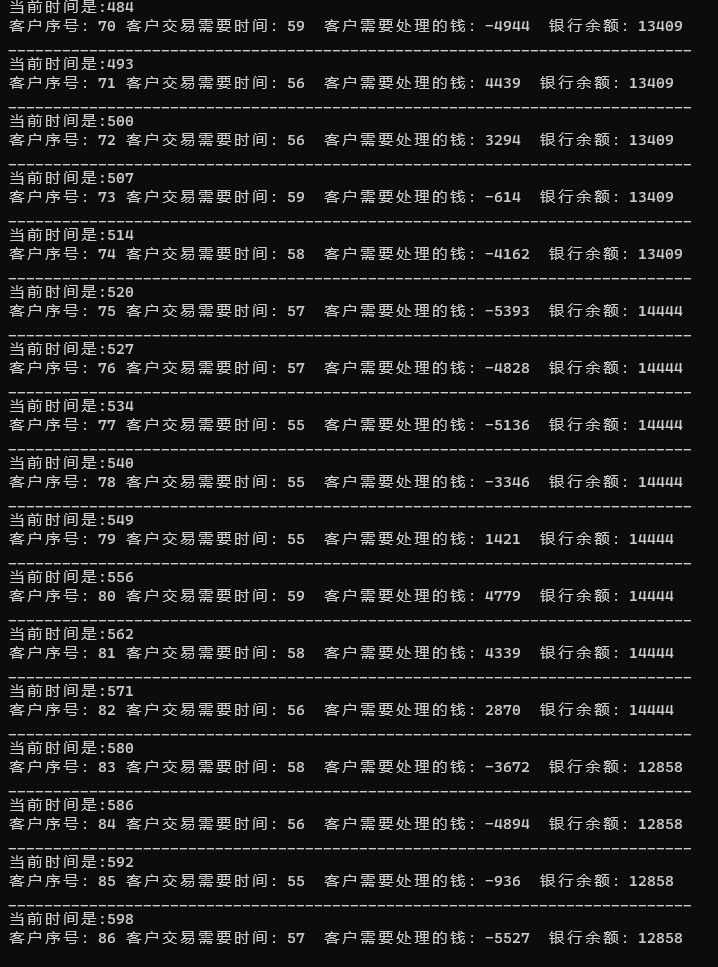 当前时间是:484
客户序号: 70 客户交易需要时间: 59  客户需要处理的钱: -4944  银行余额: 13409
____________________________________________________________________________
当前时间是:493
客户序号: 71 客户交易需要时间: 56  客户需要处理的钱: 4439  银行余额: 13409
____________________________________________________________________________
当前时间是:500
客户序号: 72 客户交易需要时间: 56  客户需要处理的钱: 3294  银行余额: 13409
____________________________________________________________________________
当前时间是:507
客户序号: 73 客户交易需要时间: 59  客户需要处理的钱: -614  银行余额: 13409
____________________________________________________________________________
当前时间是:514
客户序号: 74 客户交易需要时间: 58  客户需要处理的钱: -4162  银行余额: 13409
____________________________________________________________________________
当前时间是:520
客户序号: 75 客户交易需要时间: 57  客户需要处理的钱: -5393  银行余额: 14444
____________________________________________________________________________
当前时间是:527
客户序号: 76 客户交易需要时间: 57  客户需要处理的钱: -4828  银行余额: 14444
____________________________________________________________________________
当前时间是:534
客户序号: 77 客户交易需要时间: 55  客户需要处理的钱: -5136  银行余额: 14444
____________________________________________________________________________
当前时间是:540
客户序号: 78 客户交易需要时间: 55  客户需要处理的钱: -3346  银行余额: 14444
____________________________________________________________________________
当前时间是:549
客户序号: 79 客户交易需要时间: 55  客户需要处理的钱: 1421  银行余额: 14444
____________________________________________________________________________
当前时间是:556
客户序号: 80 客户交易需要时间: 59  客户需要处理的钱: 4779  银行余额: 14444
____________________________________________________________________________
当前时间是:562
客户序号: 81 客户交易需要时间: 58  客户需要处理的钱: 4339  银行余额: 14444
____________________________________________________________________________
当前时间是:571
客户序号: 82 客户交易需要时间: 56  客户需要处理的钱: 2870  银行余额: 14444
____________________________________________________________________________
当前时间是:580
客户序号: 83 客户交易需要时间: 58  客户需要处理的钱: -3672  银行余额: 12858
____________________________________________________________________________
当前时间是:586
客户序号: 84 客户交易需要时间: 56  客户需要处理的钱: -4894  银行余额: 12858
____________________________________________________________________________
当前时间是:592
客户序号: 85 客户交易需要时间: 55  客户需要处理的钱: -936  银行余额: 12858
____________________________________________________________________________
当前时间是:598
客户序号: 86 客户交易需要时间: 57  客户需要处理的钱: -5527  银行余额: 12858